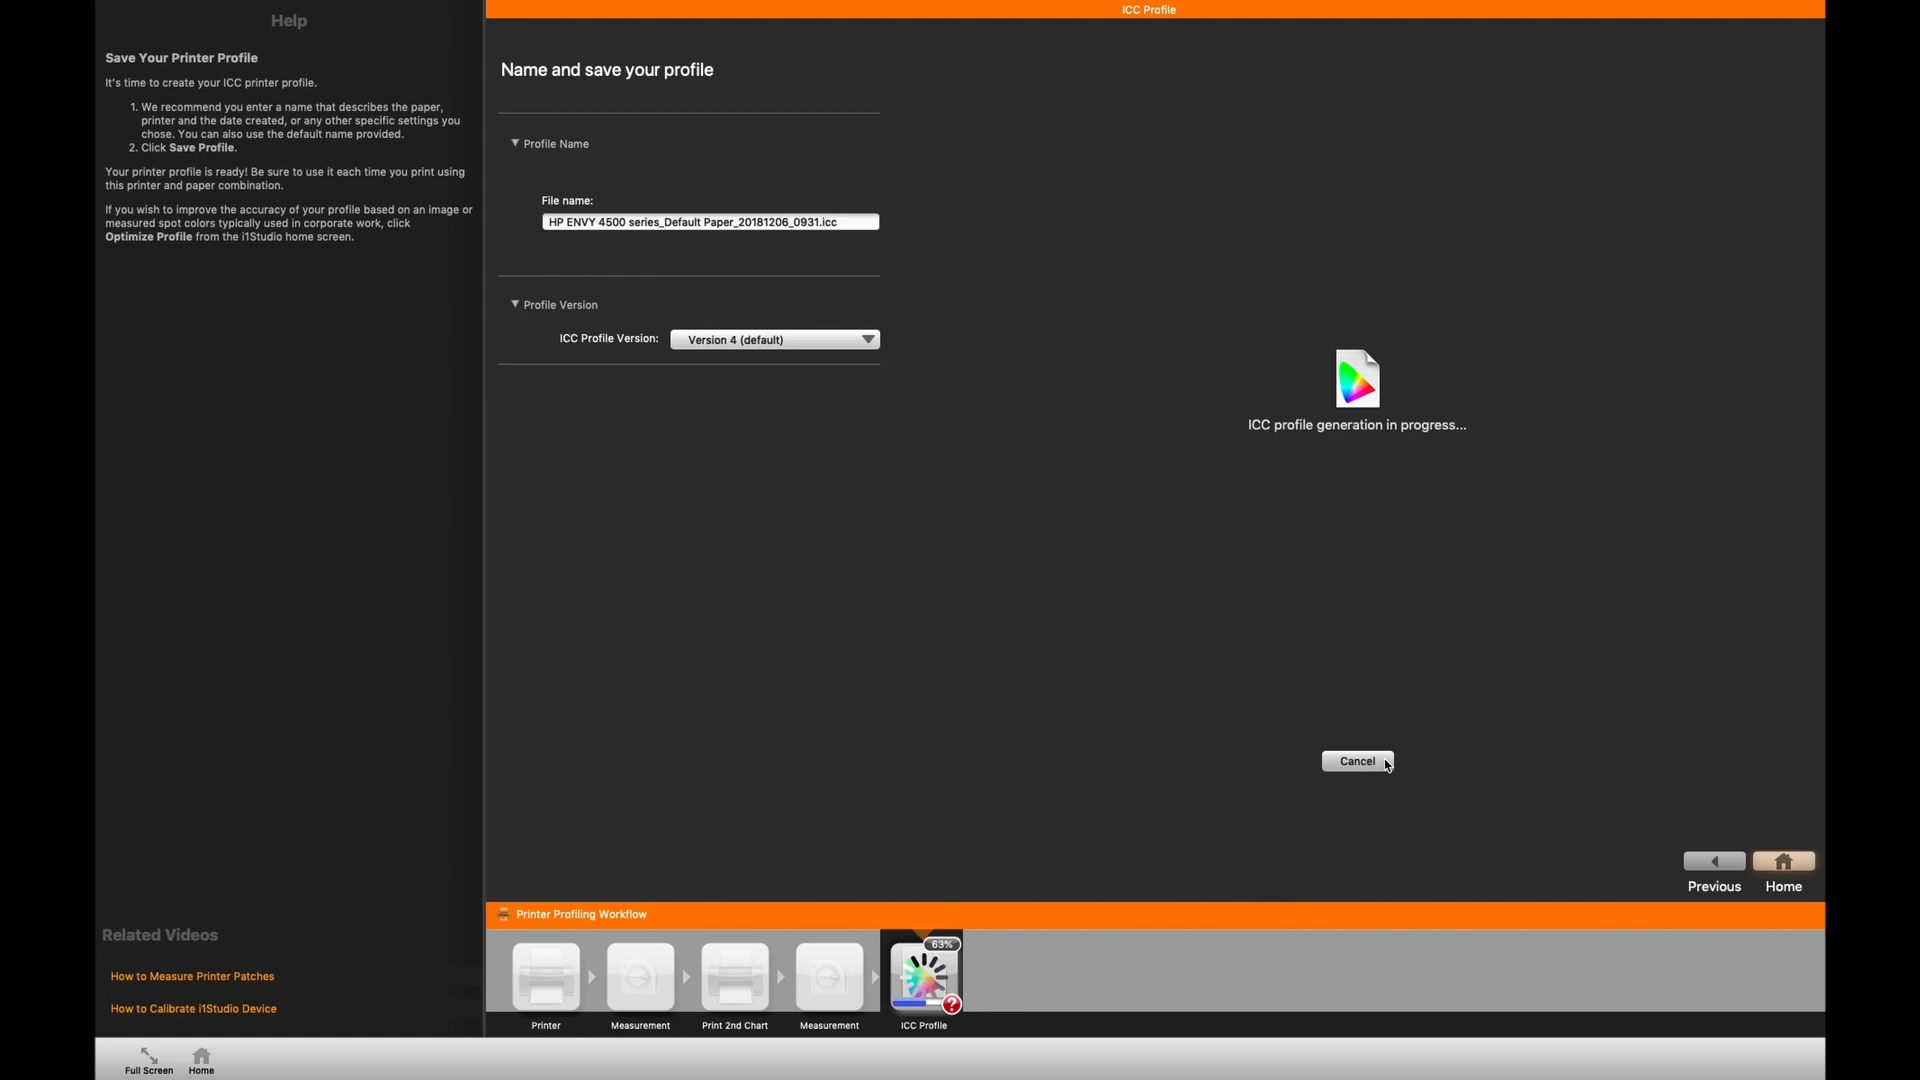 Help
Save Your Printer Profile
It's time to create your ICC printer profile.
1. We recommend you enter a name that describes the paper,
printer and the date created, or any other specific settings you
chose. You can also use the default name provided.
2. Click Save Profile.
Your printer profile is ready! Be sure to use it each time you print using
this printer and paper combination.
If you wish to improve the accuracy of your profile based on an image or
measured spot colors typically used in corporate work, click
Optimize Profile from the i1Studio home screen.
Related Videos
How to Measure Printer Patches
How to Calibrate i1Studio Device
Full Screen
Home
ICC Profile
Name and save your profile
Profile Name
File name:
HP ENVY 4500 series_Default Paper_20181206_0931.icc
Profile Version
ICC Profile Version:
Version 4 (default)
ICC profile generation in progress...
Cancel
Previous
Home
Printer Profiling Workflow
63%
?
Printer
Measurement
Print 2nd Chart
Measurement
ICC Profile